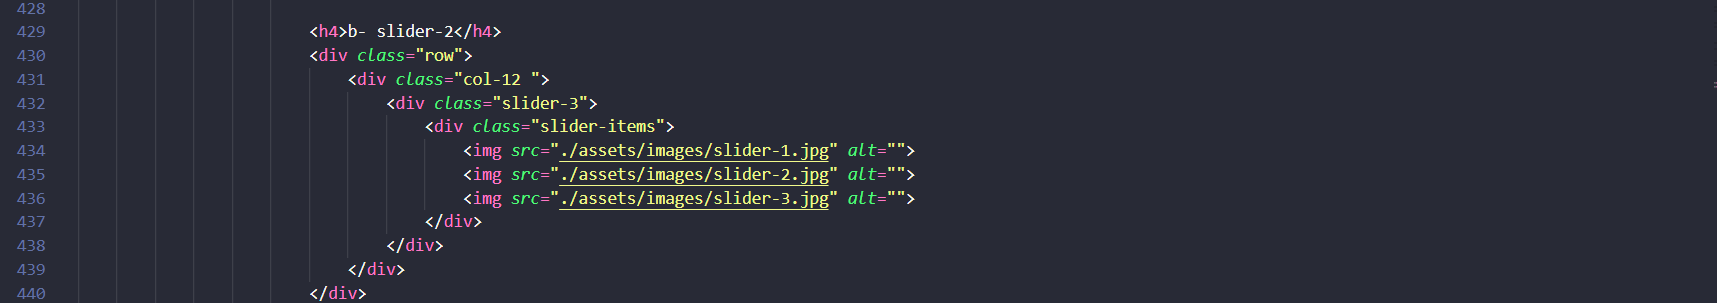 428
429 <h4>b- slider-2</h4>
430 <div class="row">
431 <div class="col-12 ">
432 <div class="slider-3">
433 <div class="slider-items">
434 <img src="./assets/images/slider-1.jpg" alt="">
435 <img src="./assets/images/slider-2.jpg" alt="">
436 <img src="./assets/images/slider-3.jpg" alt="">
437 </div>
438 </div>
439 </div>
440 </div>